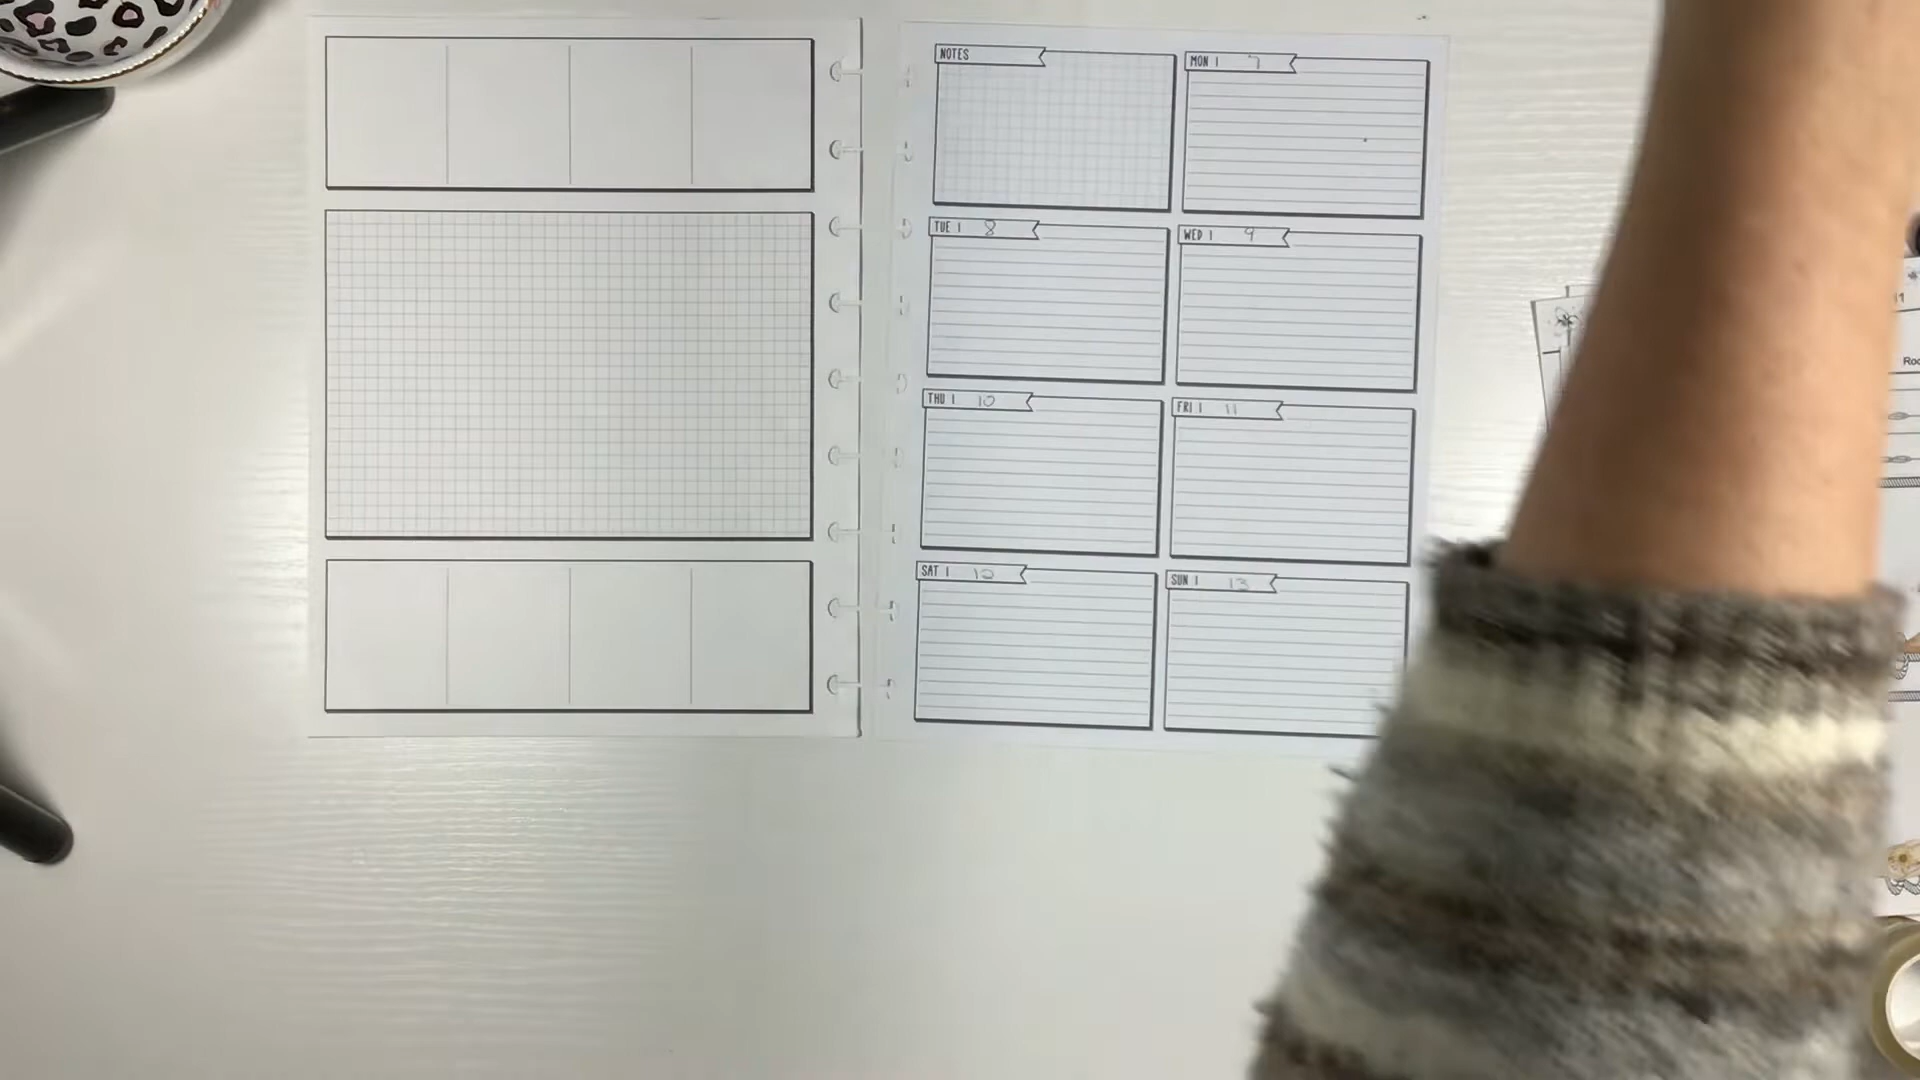 NOTES
MON | 7
TUE | 8
WED | 9
THU | 10
FRI | 11
SAT | 12
SUN | 13